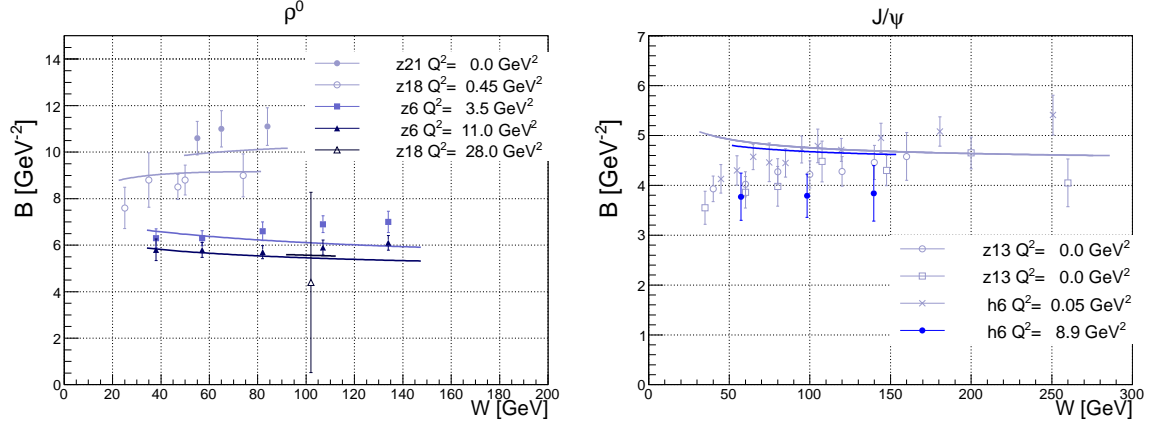 ρ⁰
B [GeV⁻²]
14
12
10
8
6
4
2
0
z21 Q²= 0.0 GeV²
z18 Q²= 0.45 GeV²
z6 Q²= 3.5 GeV²
z6 Q²= 11.0 GeV²
z18 Q²= 28.0 GeV²
0 20 40 60 80 100 120 140 160 180 200
W [GeV]
J/ψ
B [GeV⁻²]
7
6
5
4
3
2
1
0
z13 Q²= 0.0 GeV²
z13 Q²= 0.0 GeV²
h6 Q²= 0.05 GeV²
h6 Q²= 8.9 GeV²
0 50 100 150 200 250 300
W [GeV]